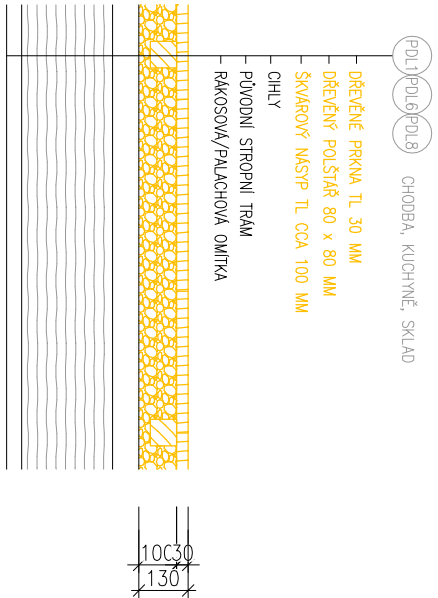 PDL1 PDL6 PDL8 CHODBA, KUCHYNĚ, SKLAD
DŘEVĚNÉ PRKNA TL 30 MM
DŘEVĚNÝ POLŠTÁŘ 80 x 80 MM
ŠKVÁROVÝ NÁSYP TL CCA 100 MM
CIHLY
PŮVODNÍ STROPNÍ TRÁM
RÁKOSOVÁ/PALACHOVÁ OMÍTKA
100 30
130